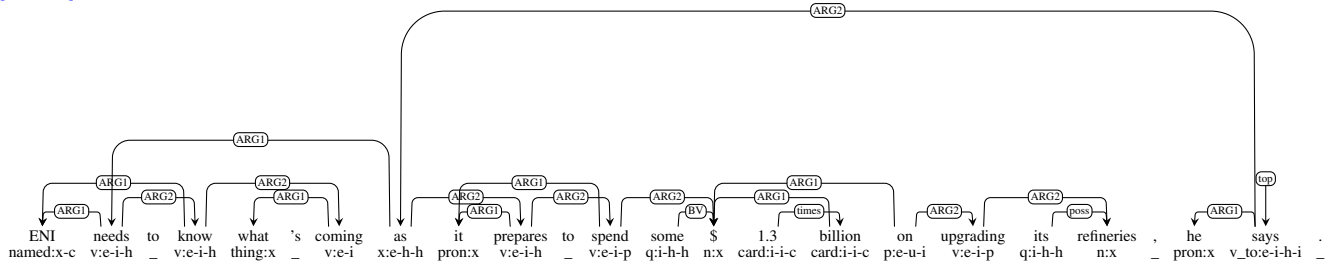 ARG2
ARG1
ARG1 ARG2 ARG1 ARG1 top
ARG1 ARG2 ARG1 ARG2 ARG1 ARG2 ARG2 BV ARG1 times ARG2 poss ARG1
ENI needs to know what 's coming as it prepares to spend some $ 1.3 billion on upgrading its refineries , he says .
named:x-c v:e-i-h _ v:e-i-h thing:x _ v:e-i x:e-h-h pron:x v:e-i-h _ v:e-i-p q:i-h-h n:x card:i-i-c card:i-i-c p:e-u-i v:e-i-p q:i-h-h n:x _ pron:x v_to:e-i-h-i _